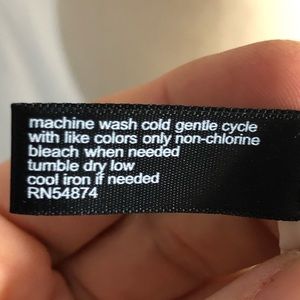 machine wash cold gentle cycle
with like colors only non-chlorine
bleach when needed
tumble dry low
cool iron if needed
RN54874